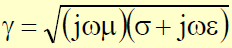 γ = √(jωμ)(σ + jωε)